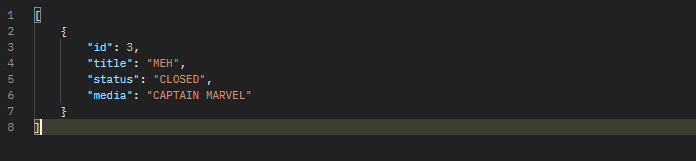 1 [
2     {
3         "id": 3,
4         "title": "MEH",
5         "status": "CLOSED",
6         "media": "CAPTAIN MARVEL"
7     }
8 ]